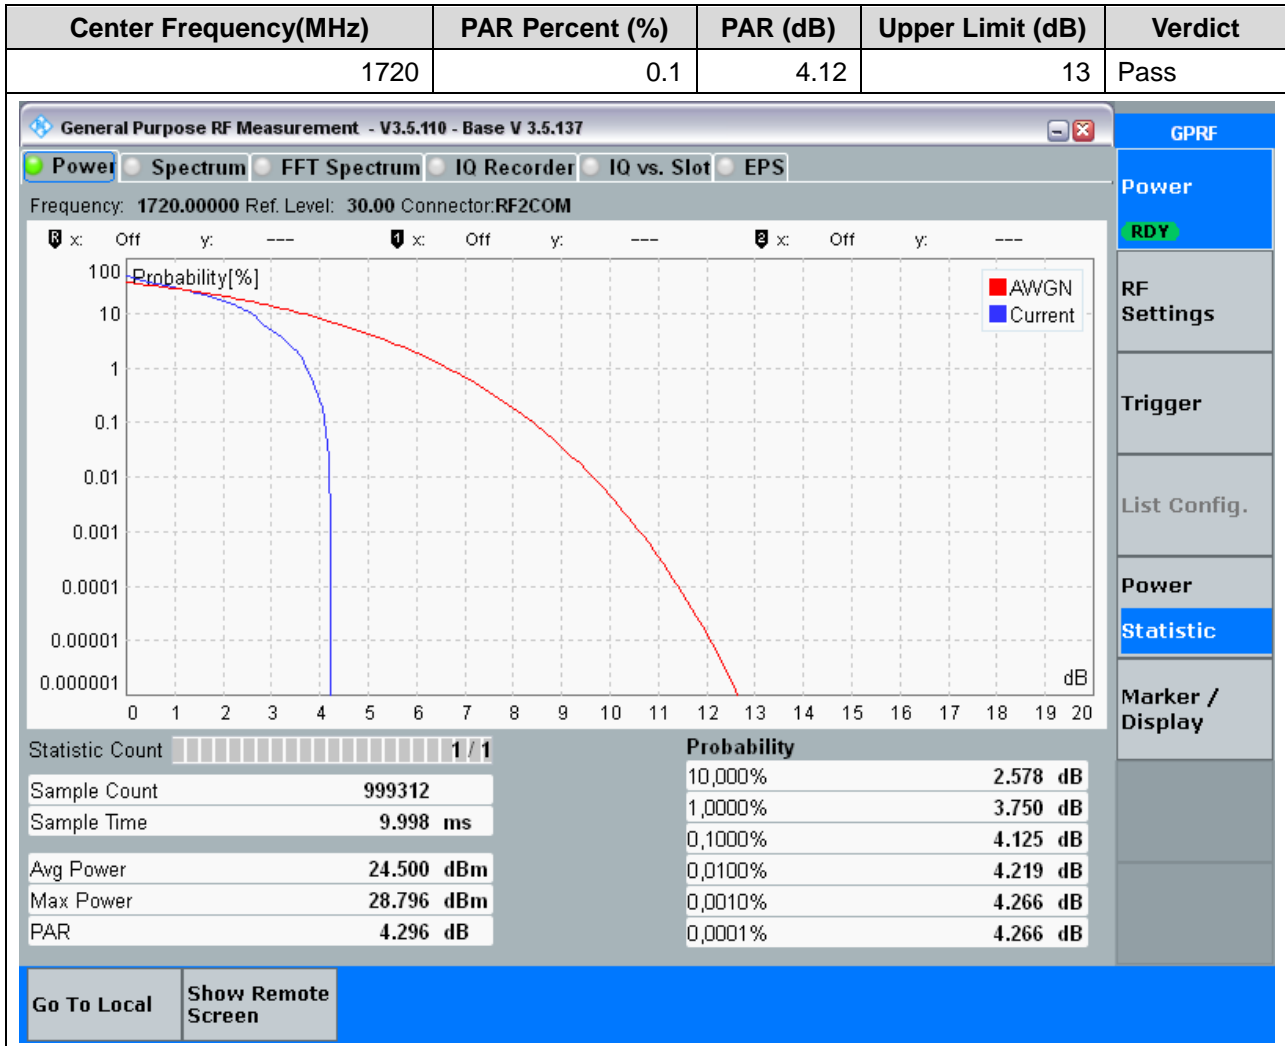 Center Frequency(MHz) PAR Percent (%) PAR (dB) Upper Limit (dB) Verdict
1720 0.1 4.12 13 Pass
General Purpose RF Measurement - V3.5.110 - Base V 3.5.137
GPRF
Power Spectrum FFT Spectrum IQ Recorder IQ vs. Slot EPS
Frequency: 1720.00000 Ref. Level: 30.00 Connector:RF2COM
R x: Off y: --- 1 x: Off y: --- 2 x: Off y: ---
Probability[%]
AWGN
Current
100
10
1
0.1
0.01
0.001
0.0001
0.00001
0.000001
dB
0 1 2 3 4 5 6 7 8 9 10 11 12 13 14 15 16 17 18 19 20
Statistic Count 1 / 1
Sample Count 999312
Sample Time 9.998 ms
Avg Power 24.500 dBm
Max Power 28.796 dBm
PAR 4.296 dB
Probability
10,000% 2.578 dB
1,0000% 3.750 dB
0,1000% 4.125 dB
0,0100% 4.219 dB
0,0010% 4.266 dB
0,0001% 4.266 dB
Power
RDY
RF
Settings
Trigger
List Config.
Power
Statistic
Marker /
Display
Go To Local
Show Remote
Screen